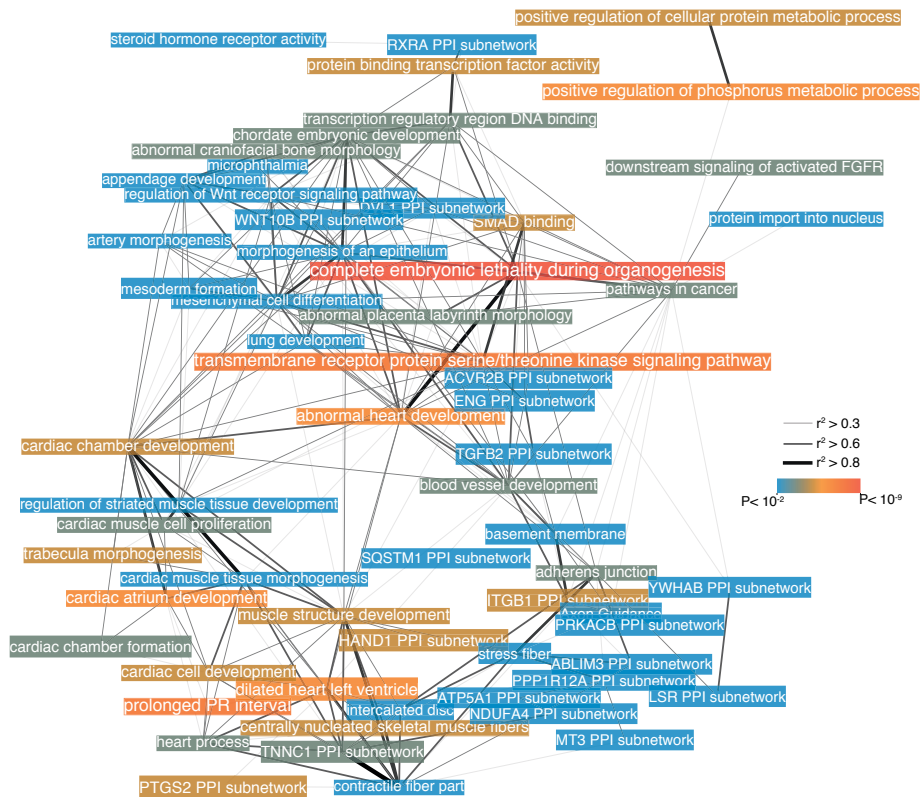 positive regulation of cellular protein metabolic process
steroid hormone receptor activity
RXRA PPI subnetwork
protein binding transcription factor activity
positive regulation of phosphorus metabolic process
transcription regulatory region DNA binding
chordate embryonic development
abnormal craniofacial bone morphology
microphthalmia
downstream signaling of activated FGFR
appendage development
regulation of Wnt receptor signaling pathway
DVL1 PPI subnetwork
WNT10B PPI subnetwork
SMAD binding
protein import into nucleus
artery morphogenesis
morphogenesis of an epithelium
complete embryonic lethality during organogenesis
mesoderm formation
pathways in cancer
mesenchymal cell differentiation
abnormal placenta labyrinth morphology
lung development
transmembrane receptor protein serine/threonine kinase signaling pathway
ACVR2B PPI subnetwork
ENG PPI subnetwork
abnormal heart development
r² > 0.3
r² > 0.6
r² > 0.8
cardiac chamber development
TGFB2 PPI subnetwork
blood vessel development
P< 10⁻² P< 10⁻⁹
regulation of striated muscle tissue development
cardiac muscle cell proliferation
basement membrane
trabecula morphogenesis
SQSTM1 PPI subnetwork
adherens junction
cardiac muscle tissue morphogenesis
YWHAB PPI subnetwork
cardiac atrium development
ITGB1 PPI subnetwork
Axon Guidance
muscle structure development
PRKACB PPI subnetwork
HAND1 PPI subnetwork
cardiac chamber formation
stress fiber
ABLIM3 PPI subnetwork
cardiac cell development
PPP1R12A PPI subnetwork
dilated heart left ventricle
ATP5A1 PPI subnetwork
LSR PPI subnetwork
prolonged PR interval
intercalated disc
NDUFA4 PPI subnetwork
centrally nucleated skeletal muscle fibers
heart process
MT3 PPI subnetwork
TNNC1 PPI subnetwork
PTGS2 PPI subnetwork
contractile fiber part